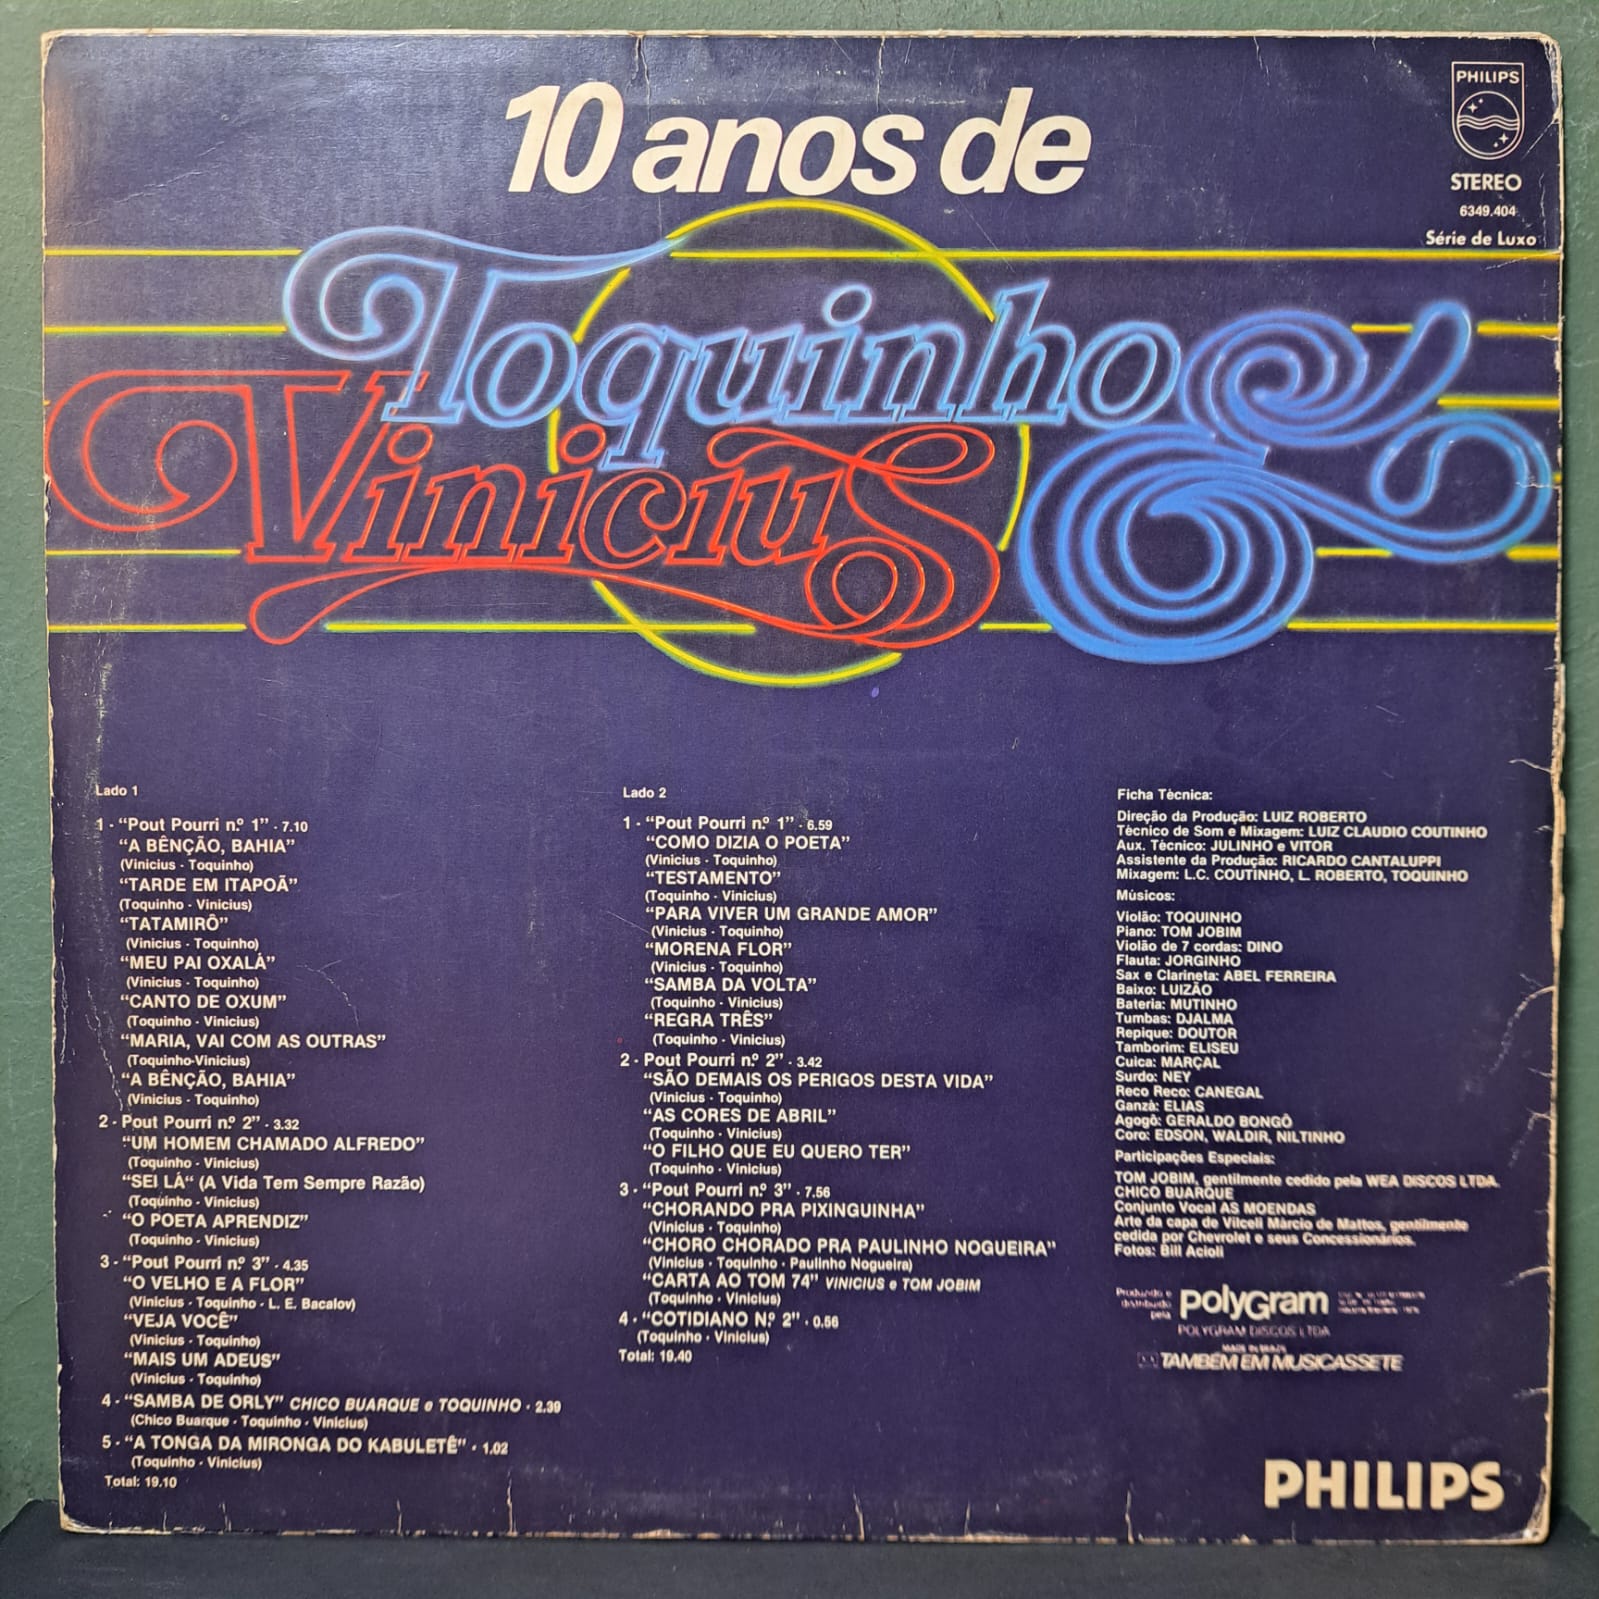 10 anos de
PHILIPS
STEREO
6349.404
Série de Luxo
Toquinho
Vinicius
Lado 1
1 - “Pout Pourri n.º 1” - 7.10
“A BÊNÇÃO, BAHIA”
(Vinicius - Toquinho)
“TARDE EM ITAPOÃ”
(Toquinho - Vinicius)
“TATAMIRÔ”
(Vinicius - Toquinho)
“MEU PAI OXALÁ”
(Vinicius - Toquinho)
“CANTO DE OXUM”
(Toquinho - Vinicius)
“MARIA, VAI COM AS OUTRAS”
(Toquinho-Vinicius)
“A BÊNÇÃO, BAHIA”
(Vinicius - Toquinho)
2 - Pout Pourri n.º 2” - 3.32
“UM HOMEM CHAMADO ALFREDO”
(Toquinho - Vinicius)
“SEI LÁ“ (A Vida Tem Sempre Razão)
(Toquinho - Vinicius)
“O POETA APRENDIZ”
(Toquinho - Vinicius)
3 - “Pout Pourri n.º 3” - 4.35
“O VELHO E A FLOR”
(Vinicius - Toquinho - L. E. Bacalov)
“VEJA VOCÊ”
(Vinicius - Toquinho)
“MAIS UM ADEUS”
(Vinicius - Toquinho)
4 - “SAMBA DE ORLY” CHICO BUARQUE e TOQUINHO - 2.39
(Chico Buarque - Toquinho - Vinicius)
5 - “A TONGA DA MIRONGA DO KABULETÊ” - 1.02
(Toquinho - Vinicius)
Total: 19.10
Lado 2
1 - “Pout Pourri n.º 1” - 6.59
“COMO DIZIA O POETA”
(Vinicius - Toquinho)
“TESTAMENTO”
(Toquinho - Vinicius)
“PARA VIVER UM GRANDE AMOR”
(Vinicius - Toquinho)
“MORENA FLOR”
(Vinicius - Toquinho)
“SAMBA DA VOLTA”
(Toquinho - Vinicius)
“REGRA TRÊS”
(Toquinho - Vinicius)
2 - Pout Pourri n.º 2” - 3.42
“SÃO DEMAIS OS PERIGOS DESTA VIDA”
(Toquinho - Vinicius)
“AS CORES DE ABRIL”
(Toquinho - Vinicius)
“O FILHO QUE EU QUERO TER”
(Toquinho - Vinicius)
3 - “Pout Pourri n.º 3” - 7.56
“CHORANDO PRA PIXINGUINHA”
(Vinicius - Toquinho)
“CHORO CHORADO PRA PAULINHO NOGUEIRA”
(Vinicius - Toquinho - Paulinho Nogueira)
“CARTA AO TOM 74” VINICIUS e TOM JOBIM
(Toquinho - Vinicius)
4 - “COTIDIANO N.º 2” - 0.56
(Toquinho - Vinicius)
Total: 19.40
Ficha Técnica:
Direção da Produção: LUIZ ROBERTO
Técnico de Som e Mixagem: LUIZ CLAUDIO COUTINHO
Aux. Técnico: JULINHO e VITOR
Assistente da Produção: RICARDO CANTALUPPI
Mixagem: L.C. COUTINHO, L. ROBERTO, TOQUINHO
Músicos:
Violão: TOQUINHO
Piano: TOM JOBIM
Violão de 7 cordas: DINO
Flauta: JORGINHO
Sax e Clarineta: ABEL FERREIRA
Baixo: LUIZÃO
Bateria: MUTINHO
Tumbas: DJALMA
Repique: DOUTOR
Tamborim: ELISEU
Cuica: MARÇAL
Surdo: NEY
Reco Reco: CANEGAL
Ganzá: ELIAS
Agogô: GERALDO BONGÔ
Coro: EDSON, WALDIR, NILTINHO
Participações Especiais:
TOM JOBIM, gentilmente cedido pela WEA DISCOS LTDA.
CHICO BUARQUE
Conjunto Vocal AS MOENDAS
Arte da capa de Vilceli Márcio de Mattos, gentilmente
cedida por Chevrolet e seus Concessionários.
Fotos: Bill Acioli
Produzido e
distribuído
pela
polyGram
POLYGRAM DISCOS LTDA
MADE IN BRAZIL
TAMBÉM EM MUSICASSETE
PHILIPS